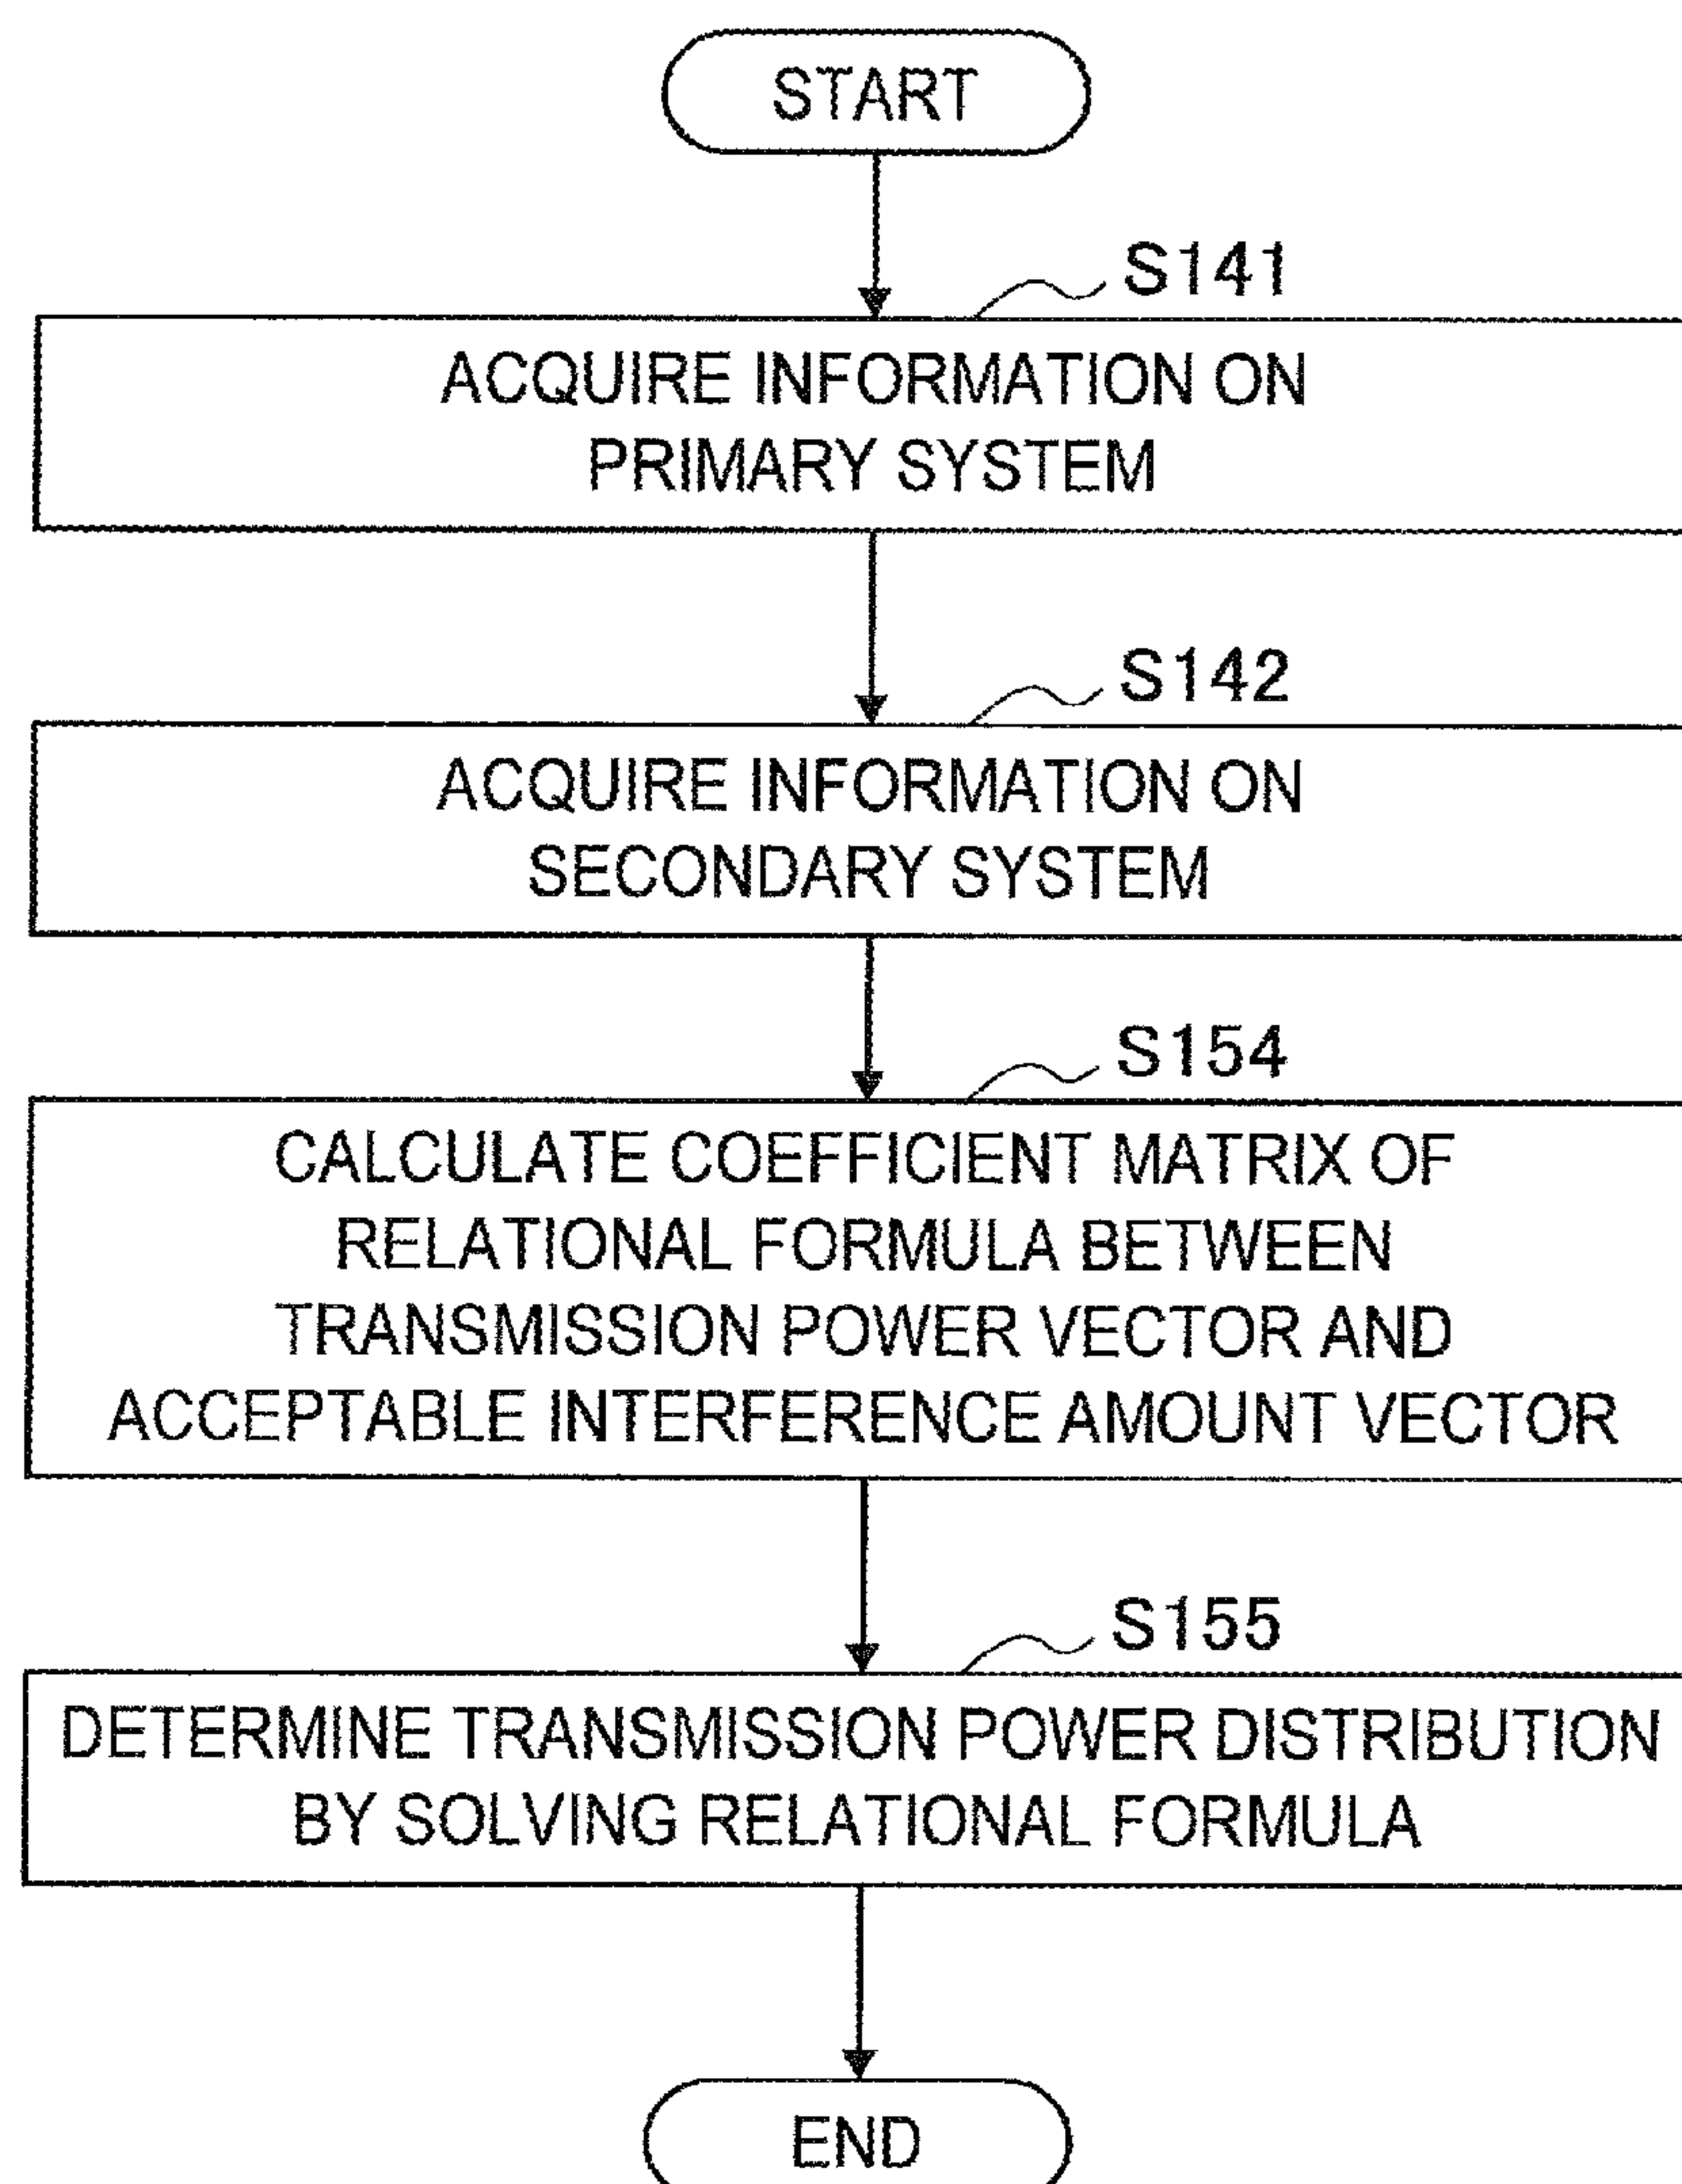 START
S141
ACQUIRE INFORMATION ON
PRIMARY SYSTEM
S142
ACQUIRE INFORMATION ON
SECONDARY SYSTEM
S154
CALCULATE COEFFICIENT MATRIX OF
RELATIONAL FORMULA BETWEEN
TRANSMISSION POWER VECTOR AND
ACCEPTABLE INTERFERENCE AMOUNT VECTOR
S155
DETERMINE TRANSMISSION POWER DISTRIBUTION
BY SOLVING RELATIONAL FORMULA
END